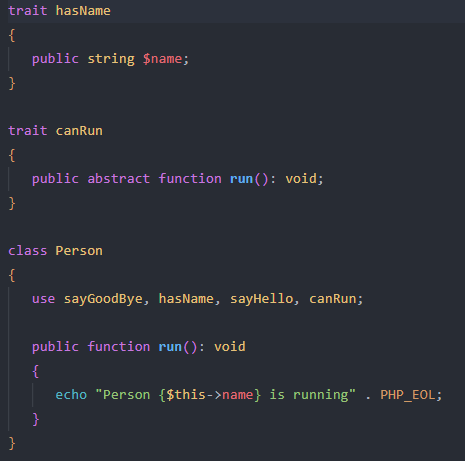 trait hasName
{
public string $name;
}
trait canRun
{
public abstract function run(): void;
}
class Person
{
use sayGoodBye, hasName, sayHello, canRun;
public function run(): void
{
echo "Person {$this->name} is running" . PHP_EOL;
}
}